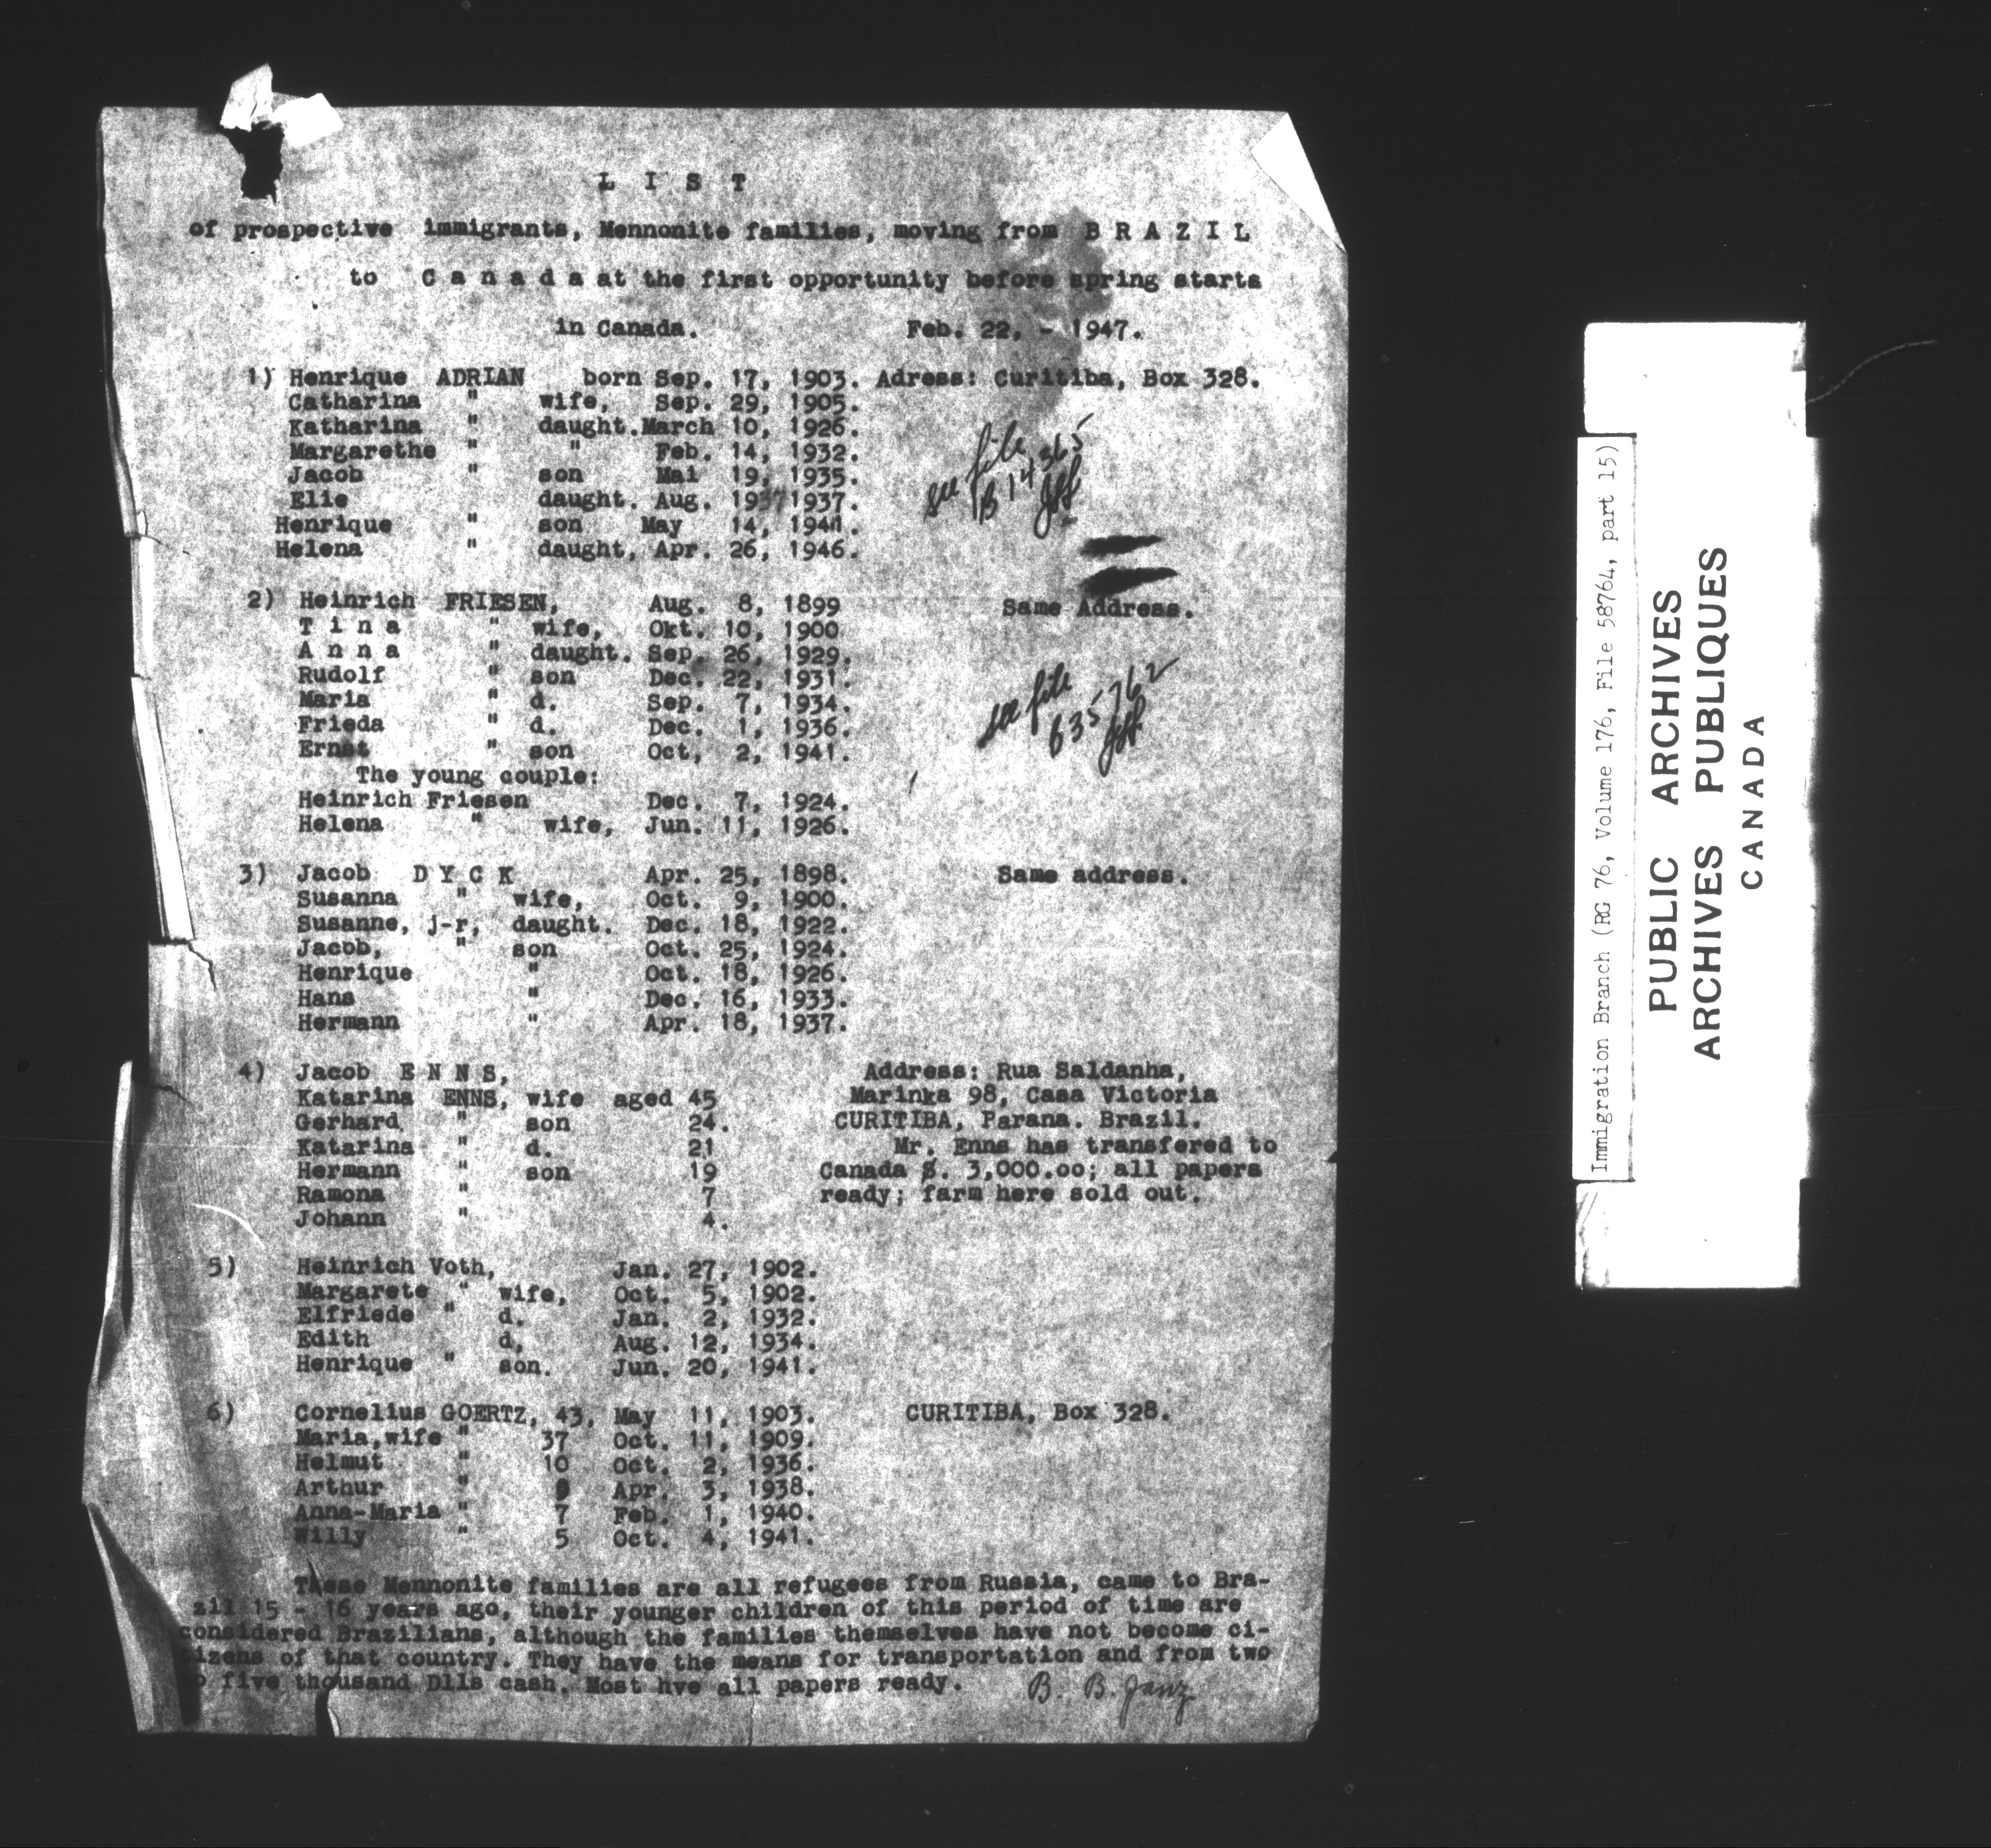 L I S T
of prospective immigrants, Mennonite families, moving from B R A Z I L
to C a n a d a at the first opportunity before spring starts
in Canada. Feb. 22, - 1947.
1) Henrique ADRIAN born Sep. 17, 1903. Adress: Curitiba, Box 328.
Catharina " wife, Sep. 29, 1905.
Katharina " daught. March 10, 1926.
Margarethe " " Feb. 14, 1932.
Jacob " son Mai 19, 1935.
Elie " daught. Aug. 1937 1937.
Henrique " son May 14, 1941.
Helena " daught, Apr. 26, 1946.
see file
B 14365
2) Heinrich FRIESEN, Aug. 8, 1899 Same Address.
T i n a " wife, Okt. 10, 1900
A n n a " daught. Sep. 26, 1929.
Rudolf " son Dec. 22, 1931.
Maria " d. Sep. 7, 1934.
Frieda " d. Dec. 1, 1936.
Ernst " son Oct, 2, 1941.
see file
635762
The young couple:
Heinrich Friesen Dec. 7, 1924.
Helena " wife, Jun. 11, 1926.
3) Jacob D Y C K Apr. 25, 1898. Same address.
Susanna " wife, Oct. 9, 1900.
Susanne, j-r, daught. Dec. 18, 1922.
Jacob, " son Oct. 25, 1924.
Henrique " Oct. 18, 1926.
Hans " Dec. 16, 1933.
Hermann " Apr. 18, 1937.
4) Jacob E N N S, Address: Rua Saldanha,
Katarina ENNS, wife aged 45 Marinka 98, Casa Victoria
Gerhard " son 24. CURITIBA, Parana. Brazil.
Katarina " d. 21 Mr. Enns has transfered to
Hermann " son 19 Canada $. 3,000.oo; all papers
Ramona " 7 ready; farm here sold out.
Johann " 4.
5) Heinrich Voth, Jan. 27, 1902.
Margarete " wife, Oct. 5, 1902.
Elfriede " d. Jan. 2, 1932.
Edith d, Aug. 12, 1934.
Henrique " son. Jun. 20, 1941.
6) Cornelius GOERTZ, 43, May 11, 1903. CURITIBA, Box 328.
Maria,wife " 37 Oct. 11, 1909.
Helmut " 10 Oct. 2, 1936.
Arthur " Apr. 3, 1938.
Anna-Maria " 7 Feb. 1, 1940.
Willy " 5 Oct. 4, 1941.
These Mennonite families are all refugees from Russia, came to Bra-
zil 15 - 16 years ago, their younger children of this period of time are
considered Brazilians, although the families themselves have not become ci-
izens of that country. They have the means for transportation and from two
o five thousand Dlls cash. Most hve all papers ready. B. B. Janz
Immigration Branch (RG 76, Volume 176, File 58764, part 15)
PUBLIC ARCHIVES
ARCHIVES PUBLIQUES
CANADA